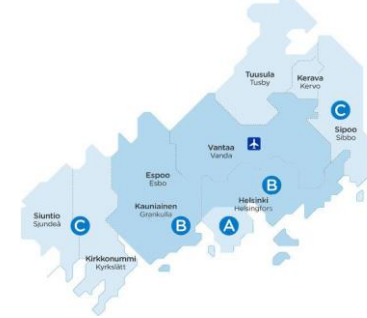 Tuusula
Tusby
Kerava
Kervo
C
Sipoo
Sibbo
Vantaa
Vanda
Espoo
Esbo
B
Helsinki
Helsingfors
Kauniainen
Grankulla
B
A
Siuntio
Sjundeå
C
Kirkkonummi
Kyrkslätt